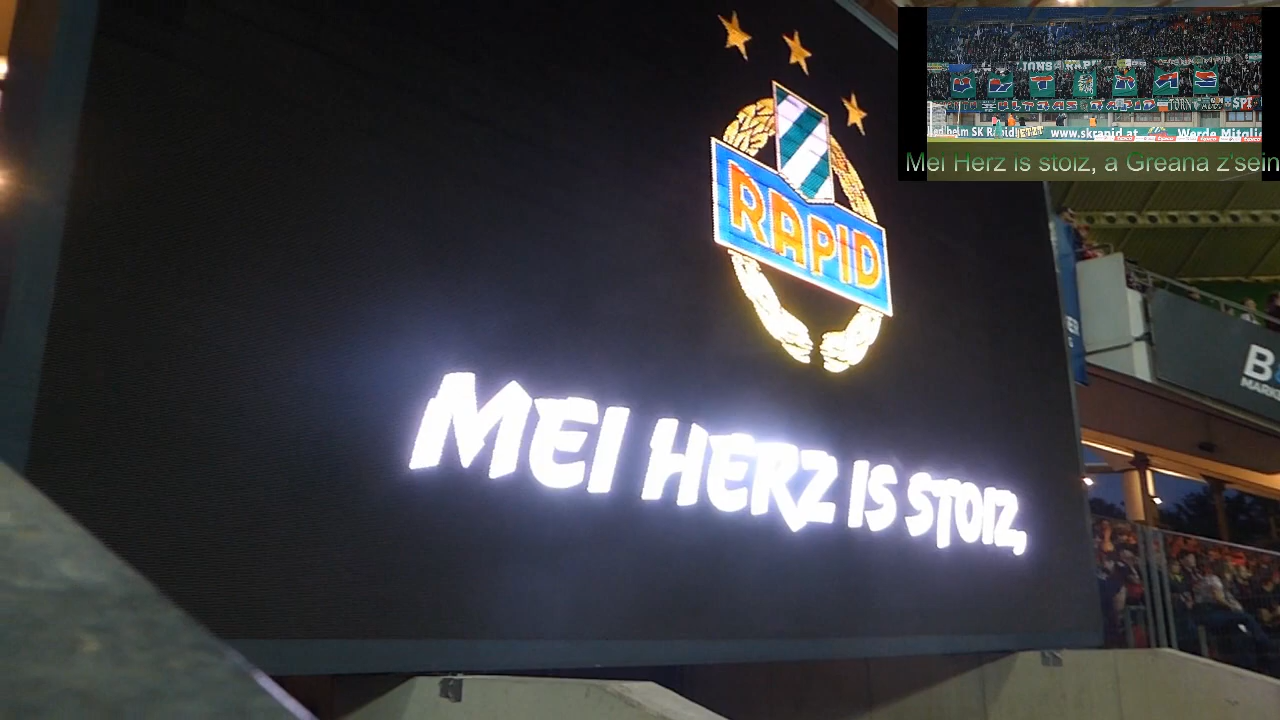 RAPID
MEI HERZ IS STOIZ,
ULTRAS RAPID
www.skrapid.at
Werde Mitglie
Mei Herz is stoiz, a Greana z'sein